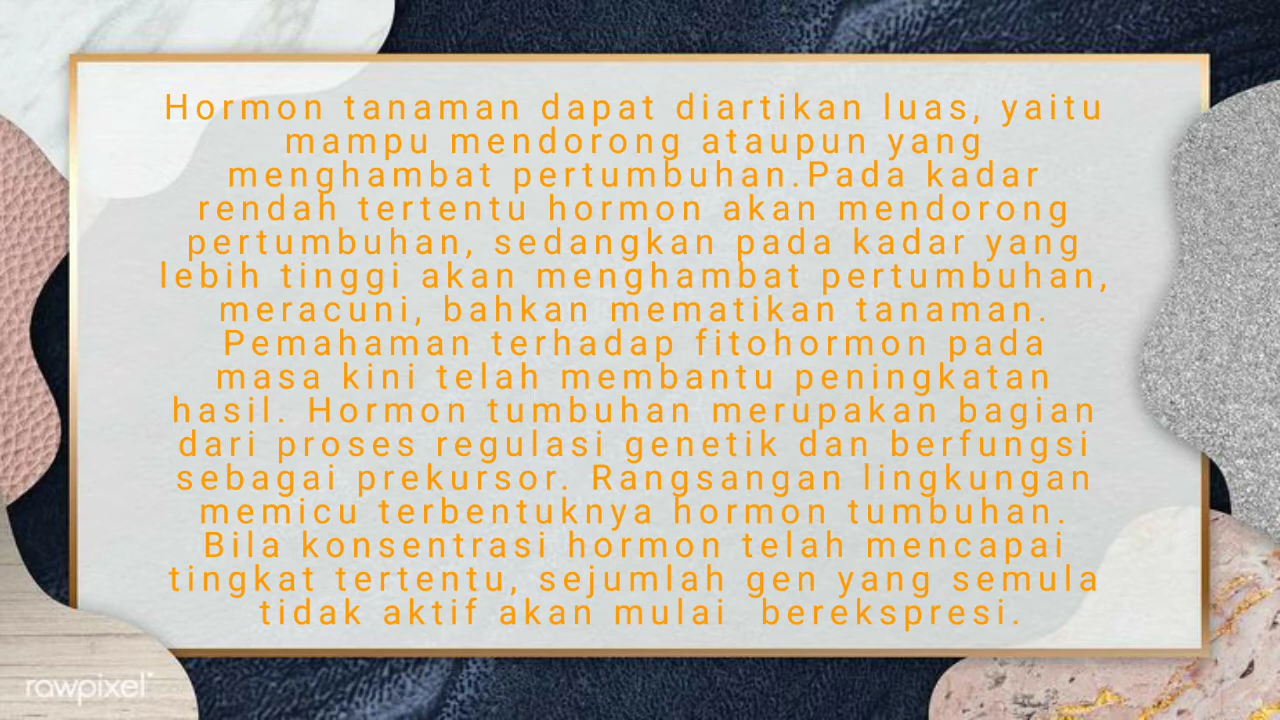 Hormon tanaman dapat diartikan luas, yaitu
mampu mendorong ataupun yang
menghambat pertumbuhan.Pada kadar
rendah tertentu hormon akan mendorong
pertumbuhan, sedangkan pada kadar yang
lebih tinggi akan menghambat pertumbuhan,
meracuni, bahkan mematikan tanaman.
Pemahaman terhadap fitohormon pada
masa kini telah membantu peningkatan
hasil. Hormon tumbuhan merupakan bagian
dari proses regulasi genetik dan berfungsi
sebagai prekursor. Rangsangan lingkungan
memicu terbentuknya hormon tumbuhan.
Bila konsentrasi hormon telah mencapai
tingkat tertentu, sejumlah gen yang semula
tidak aktif akan mulai  berekspresi.
rawpixel